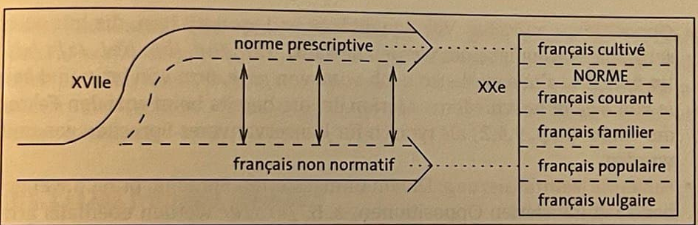 norme prescriptive
français cultivé
XVIIe
XXe
NORME
français courant
français familier
français non normatif
français populaire
français vulgaire